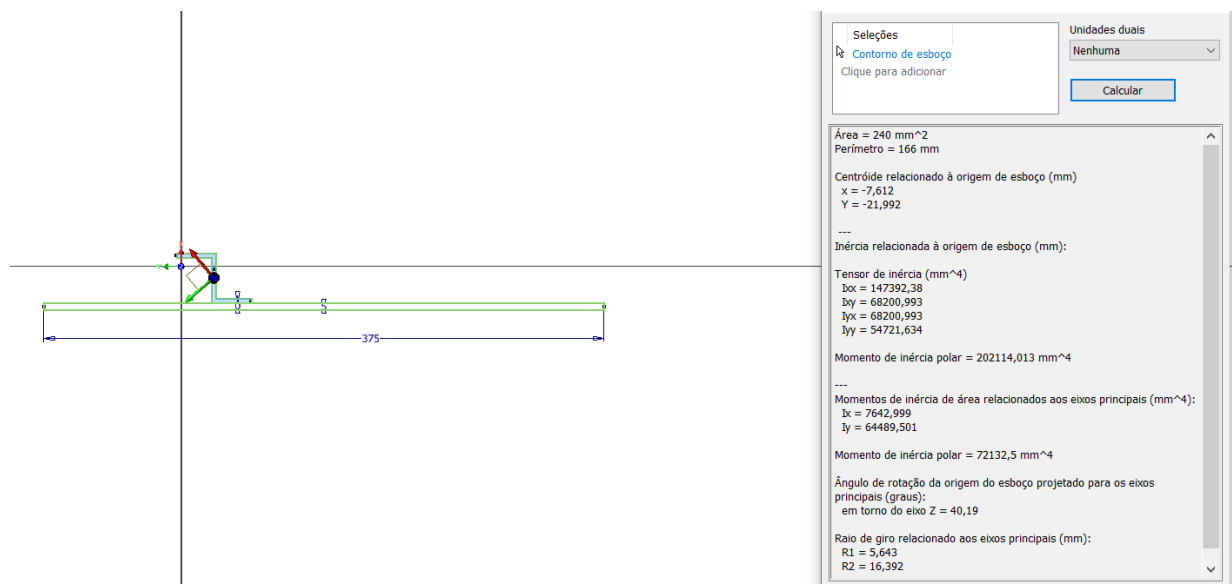 Seleções
Contorno de esboço
Clique para adicionar
Unidades duais
Nenhuma
Calcular
Área = 240 mm^2
Perímetro = 166 mm
Centróide relacionado à origem de esboço (mm)
x = -7,612
Y = -21,992
---
Inércia relacionada à origem de esboço (mm):
Tensor de inércia (mm^4)
Ixx = 147392,38
Ixy = 68200,993
Iyx = 68200,993
Iyy = 54721,634
Momento de inércia polar = 202114,013 mm^4
---
Momentos de inércia de área relacionados aos eixos principais (mm^4):
Ix = 7642,999
Iy = 64489,501
Momento de inércia polar = 72132,5 mm^4
Ângulo de rotação da origem do esboço projetado para os eixos
principais (graus):
em torno do eixo Z = 40,19
Raio de giro relacionado aos eixos principais (mm):
R1 = 5,643
R2 = 16,392
375